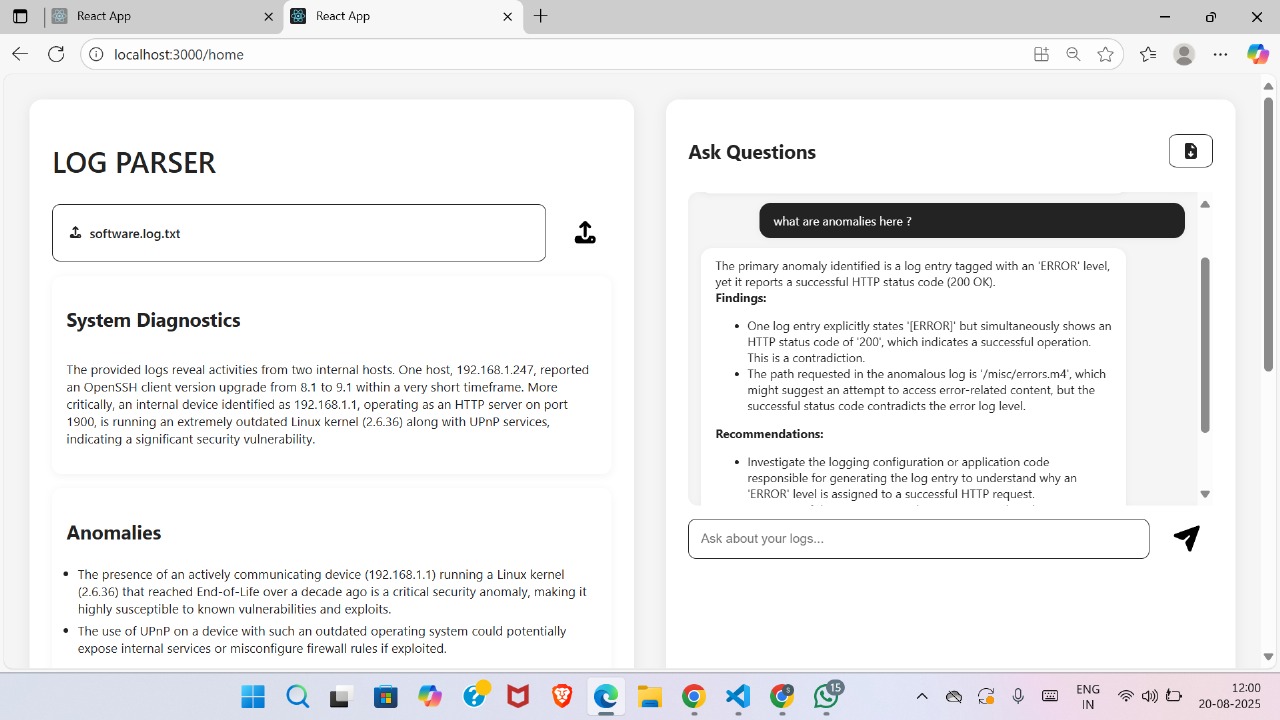 React App
React App
localhost:3000/home
LOG PARSER
software.log.txt
System Diagnostics
The provided logs reveal activities from two internal hosts. One host, 192.168.1.247, reported
an OpenSSH client version upgrade from 8.1 to 9.1 within a very short timeframe. More
critically, an internal device identified as 192.168.1.1, operating as an HTTP server on port
1900, is running an extremely outdated Linux kernel (2.6.36) along with UPnP services,
indicating a significant security vulnerability.
Anomalies
• The presence of an actively communicating device (192.168.1.1) running a Linux kernel
(2.6.36) that reached End-of-Life over a decade ago is a critical security anomaly, making it
highly susceptible to known vulnerabilities and exploits.
• The use of UPnP on a device with such an outdated operating system could potentially
expose internal services or misconfigure firewall rules if exploited.
Ask Questions
what are anomalies here ?
The primary anomaly identified is a log entry tagged with an 'ERROR' level,
yet it reports a successful HTTP status code (200 OK).
Findings:
• One log entry explicitly states '[ERROR]' but simultaneously shows an
HTTP status code of '200', which indicates a successful operation.
This is a contradiction.
• The path requested in the anomalous log is '/misc/errors.m4', which
might suggest an attempt to access error-related content, but the
successful status code contradicts the error log level.
Recommendations:
• Investigate the logging configuration or application code
responsible for generating the log entry to understand why an
'ERROR' level is assigned to a successful HTTP request.
Ask about your logs...
15
ENG
IN
12:00
20-08-2025